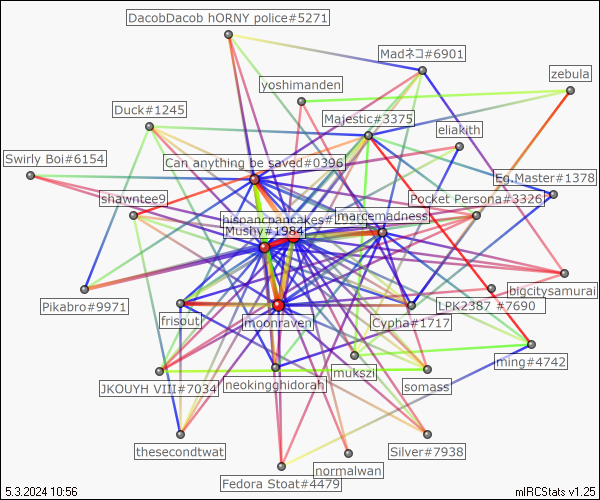 DacobDacob hORNY police#5271
Madネコ#6901
zebula
yoshimanden
Duck#1245
Majestic#3375
eliakith
Swirly Boi#6154
Can anything be saved#0396
Eg.Master#1378
shawntee9
Pocket Persona#3326
hispancpancakes#
marcemadness
Mushy#1984
bigcitysamurai
Pikabro#9971
LPK2387 #7690
frisout
moonraven
Cypha#1717
ming#4742
mukszi
JKOUYH VIII#7034
neokingghidorah
somass
thesecondtwat
Silver#7938
normalwan
Fedora Stoat#4479
5.3.2024 10:56
mIRCStats v1.25